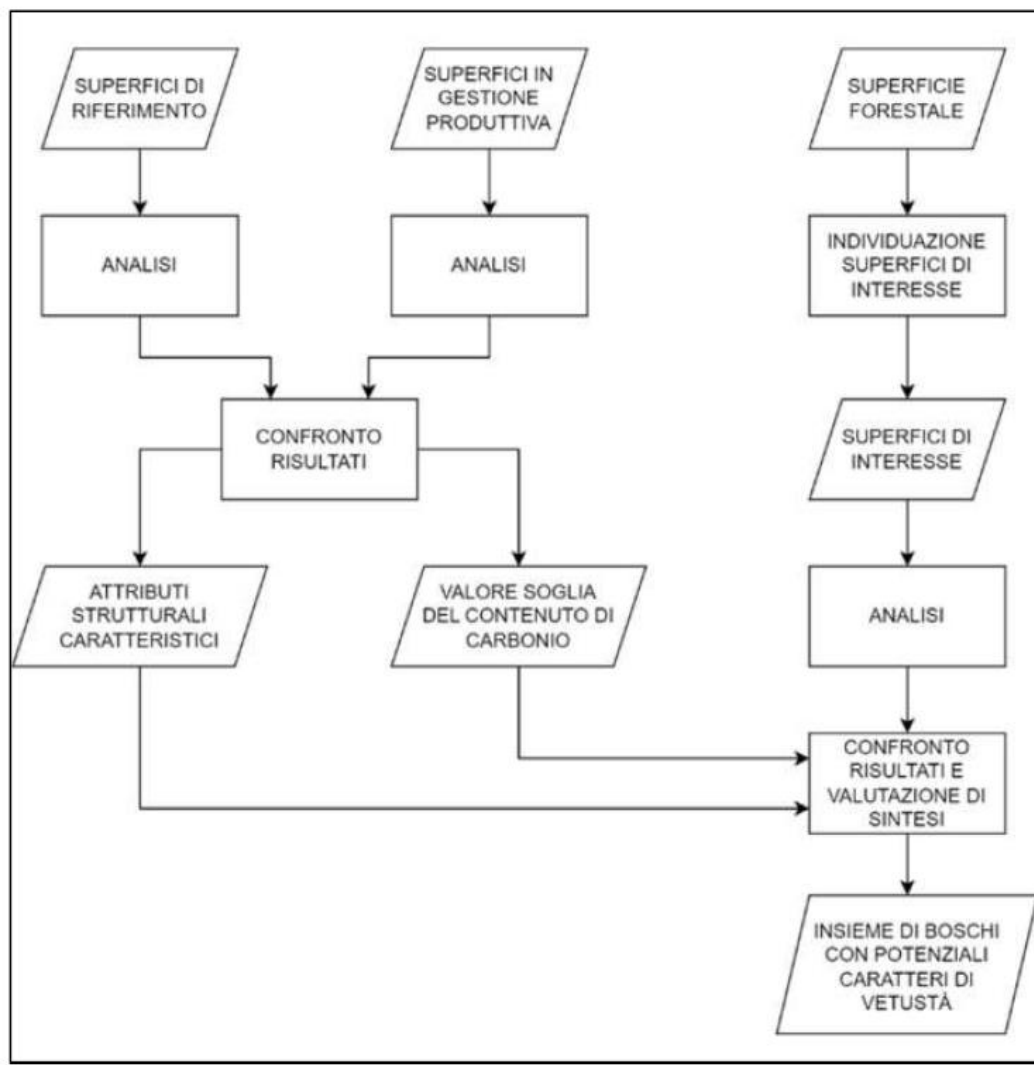 SUPERFICI DI
RIFERIMENTO
SUPERFICI IN
GESTIONE
PRODUTTIVA
SUPERFICIE
FORESTALE
ANALISI
ANALISI
INDIVIDUAZIONE
SUPERFICI DI
INTERESSE
CONFRONTO
RISULTATI
SUPERFICI DI
INTERESSE
ATTRIBUTI
STRUTTURALI
CARATTERISTICI
VALORE SOGLIA
DEL CONTENUTO DI
CARBONIO
ANALISI
CONFRONTO
RISULTATI E
VALUTAZIONE DI
SINTESI
INSIEME DI BOSCHI
CON POTENZIALI
CARATTERI DI
VETUSTÀ